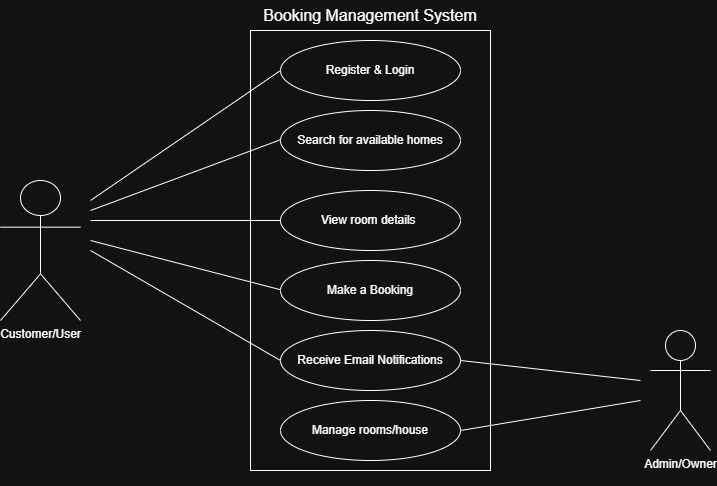 Booking Management System
Register & Login
Search for available homes
View room details
Make a Booking
Customer/User
Receive Email Notifications
Manage rooms/house
Admin/Owner